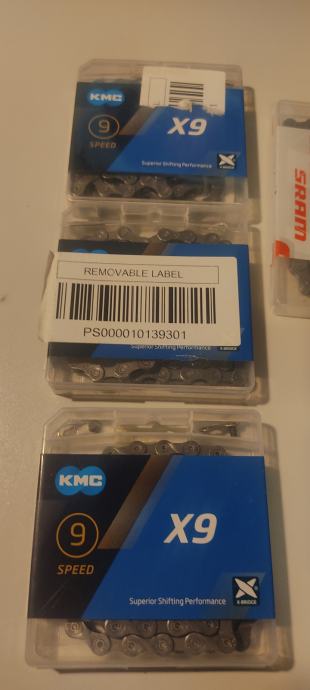 KMC
9
SPEED
X9
Superior Shifting Performance
X-BRIDGE
SRAM
REMOVABLE LABEL
PS000010139301
Superior Shifting Performance
KMC
9
SPEED
X9
Superior Shifting Performance
X-BRIDGE